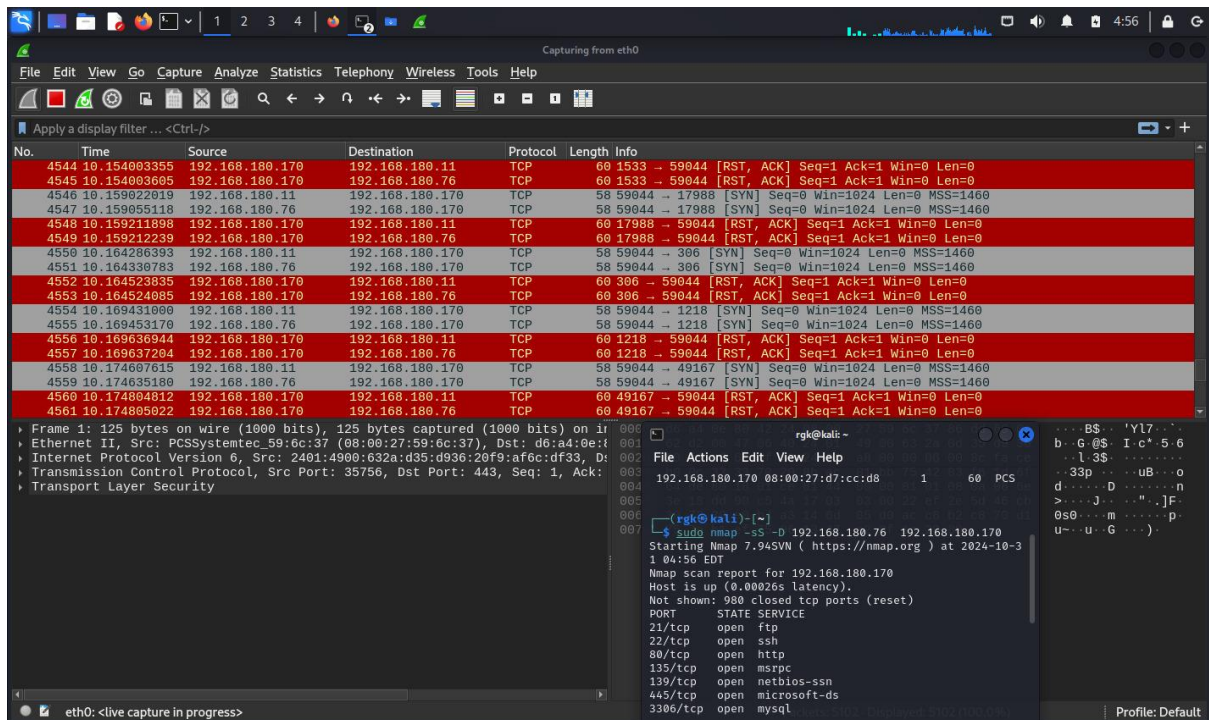 1 2 3 4 2 4:56
Capturing from eth0
File Edit View Go Capture Analyze Statistics Telephony Wireless Tools Help
Apply a display filter … <Ctrl-/>
No. Time Source Destination Protocol Length Info
4544 10.154003355 192.168.180.170 192.168.180.11 TCP 60 1533 → 59044 [RST, ACK] Seq=1 Ack=1 Win=0 Len=0
4545 10.154003605 192.168.180.170 192.168.180.76 TCP 60 1533 → 59044 [RST, ACK] Seq=1 Ack=1 Win=0 Len=0
4546 10.159022019 192.168.180.11 192.168.180.170 TCP 58 59044 → 17988 [SYN] Seq=0 Win=1024 Len=0 MSS=1460
4547 10.159055118 192.168.180.76 192.168.180.170 TCP 58 59044 → 17988 [SYN] Seq=0 Win=1024 Len=0 MSS=1460
4548 10.159211898 192.168.180.170 192.168.180.11 TCP 60 17988 → 59044 [RST, ACK] Seq=1 Ack=1 Win=0 Len=0
4549 10.159212239 192.168.180.170 192.168.180.76 TCP 60 17988 → 59044 [RST, ACK] Seq=1 Ack=1 Win=0 Len=0
4550 10.164286393 192.168.180.11 192.168.180.170 TCP 58 59044 → 306 [SYN] Seq=0 Win=1024 Len=0 MSS=1460
4551 10.164330783 192.168.180.76 192.168.180.170 TCP 58 59044 → 306 [SYN] Seq=0 Win=1024 Len=0 MSS=1460
4552 10.164523835 192.168.180.170 192.168.180.11 TCP 60 306 → 59044 [RST, ACK] Seq=1 Ack=1 Win=0 Len=0
4553 10.164524085 192.168.180.170 192.168.180.76 TCP 60 306 → 59044 [RST, ACK] Seq=1 Ack=1 Win=0 Len=0
4554 10.169431000 192.168.180.11 192.168.180.170 TCP 58 59044 → 1218 [SYN] Seq=0 Win=1024 Len=0 MSS=1460
4555 10.169453170 192.168.180.76 192.168.180.170 TCP 58 59044 → 1218 [SYN] Seq=0 Win=1024 Len=0 MSS=1460
4556 10.169636944 192.168.180.170 192.168.180.11 TCP 60 1218 → 59044 [RST, ACK] Seq=1 Ack=1 Win=0 Len=0
4557 10.169637204 192.168.180.170 192.168.180.76 TCP 60 1218 → 59044 [RST, ACK] Seq=1 Ack=1 Win=0 Len=0
4558 10.174607615 192.168.180.11 192.168.180.170 TCP 58 59044 → 49167 [SYN] Seq=0 Win=1024 Len=0 MSS=1460
4559 10.174635180 192.168.180.76 192.168.180.170 TCP 58 59044 → 49167 [SYN] Seq=0 Win=1024 Len=0 MSS=1460
4560 10.174804812 192.168.180.170 192.168.180.11 TCP 60 49167 → 59044 [RST, ACK] Seq=1 Ack=1 Win=0 Len=0
4561 10.174805022 192.168.180.170 192.168.180.76 TCP 60 49167 → 59044 [RST, ACK] Seq=1 Ack=1 Win=0 Len=0
Frame 1: 125 bytes on wire (1000 bits), 125 bytes captured (1000 bits) on
Ethernet II, Src: PCSSystemtec_59:6c:37 (08:00:27:59:6c:37), Dst: d6:a4:0e:
Internet Protocol Version 6, Src: 2401:4900:632a:d35:d936:20f9:af6c:df33,
Transmission Control Protocol, Src Port: 35756, Dst Port: 443, Seq: 1, Ack:
Transport Layer Security
rgk@kali: ~
File Actions Edit View Help
192.168.180.170 08:00:27:d7:cc:d8 1 60 PCS
(rgk㉿kali)-[~]
$ sudo nmap -sS -D 192.168.180.76 192.168.180.170
Starting Nmap 7.94SVN ( https://nmap.org ) at 2024-10-3
1 04:56 EDT
Nmap scan report for 192.168.180.170
Host is up (0.00026s latency).
Not shown: 980 closed tcp ports (reset)
PORT STATE SERVICE
21/tcp open ftp
22/tcp open ssh
80/tcp open http
135/tcp open msrpc
139/tcp open netbios-ssn
445/tcp open microsoft-ds
3306/tcp open mysql
eth0: <live capture in progress>
Profile: Default